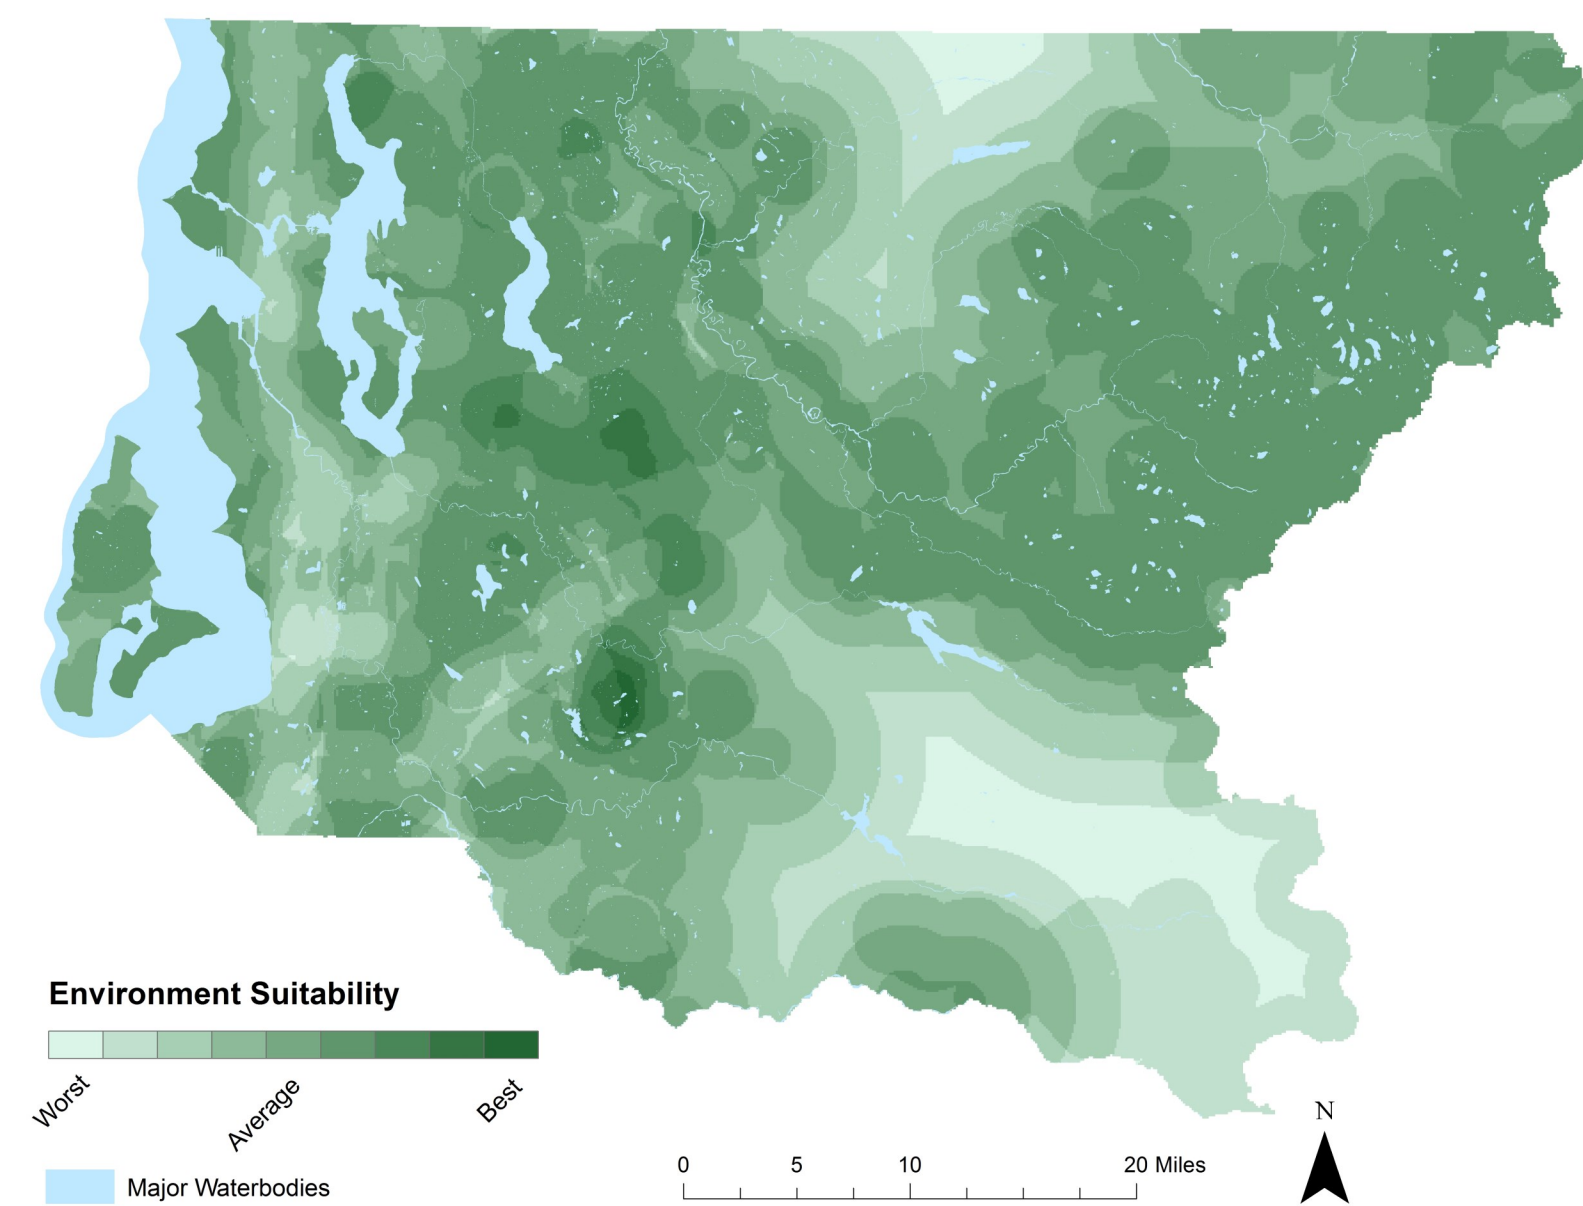 Environment Suitability
Worst
Average
Best
Major Waterbodies
0 5 10 20 Miles
N